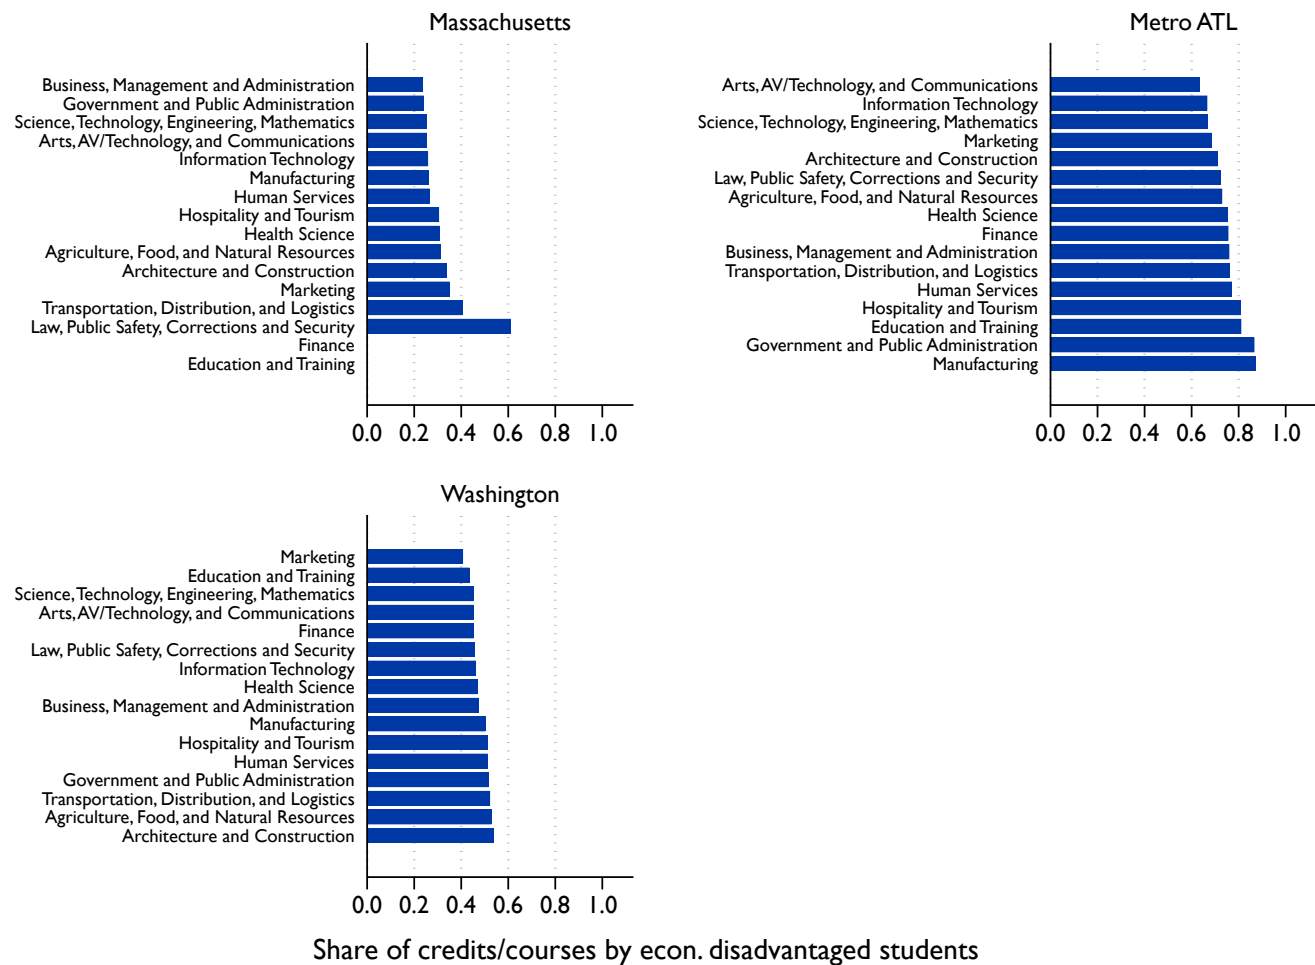 Massachusetts
Business, Management and Administration
Government and Public Administration
Science, Technology, Engineering, Mathematics
Arts, AV/Technology, and Communications
Information Technology
Manufacturing
Human Services
Hospitality and Tourism
Health Science
Agriculture, Food, and Natural Resources
Architecture and Construction
Marketing
Transportation, Distribution, and Logistics
Law, Public Safety, Corrections and Security
Finance
Education and Training
0.0 0.2 0.4 0.6 0.8 1.0
Metro ATL
Arts, AV/Technology, and Communications
Information Technology
Science, Technology, Engineering, Mathematics
Marketing
Architecture and Construction
Law, Public Safety, Corrections and Security
Agriculture, Food, and Natural Resources
Health Science
Finance
Business, Management and Administration
Transportation, Distribution, and Logistics
Human Services
Hospitality and Tourism
Education and Training
Government and Public Administration
Manufacturing
0.0 0.2 0.4 0.6 0.8 1.0
Washington
Marketing
Education and Training
Science, Technology, Engineering, Mathematics
Arts, AV/Technology, and Communications
Finance
Law, Public Safety, Corrections and Security
Information Technology
Health Science
Business, Management and Administration
Manufacturing
Hospitality and Tourism
Human Services
Government and Public Administration
Transportation, Distribution, and Logistics
Agriculture, Food, and Natural Resources
Architecture and Construction
0.0 0.2 0.4 0.6 0.8 1.0
Share of credits/courses by econ. disadvantaged students